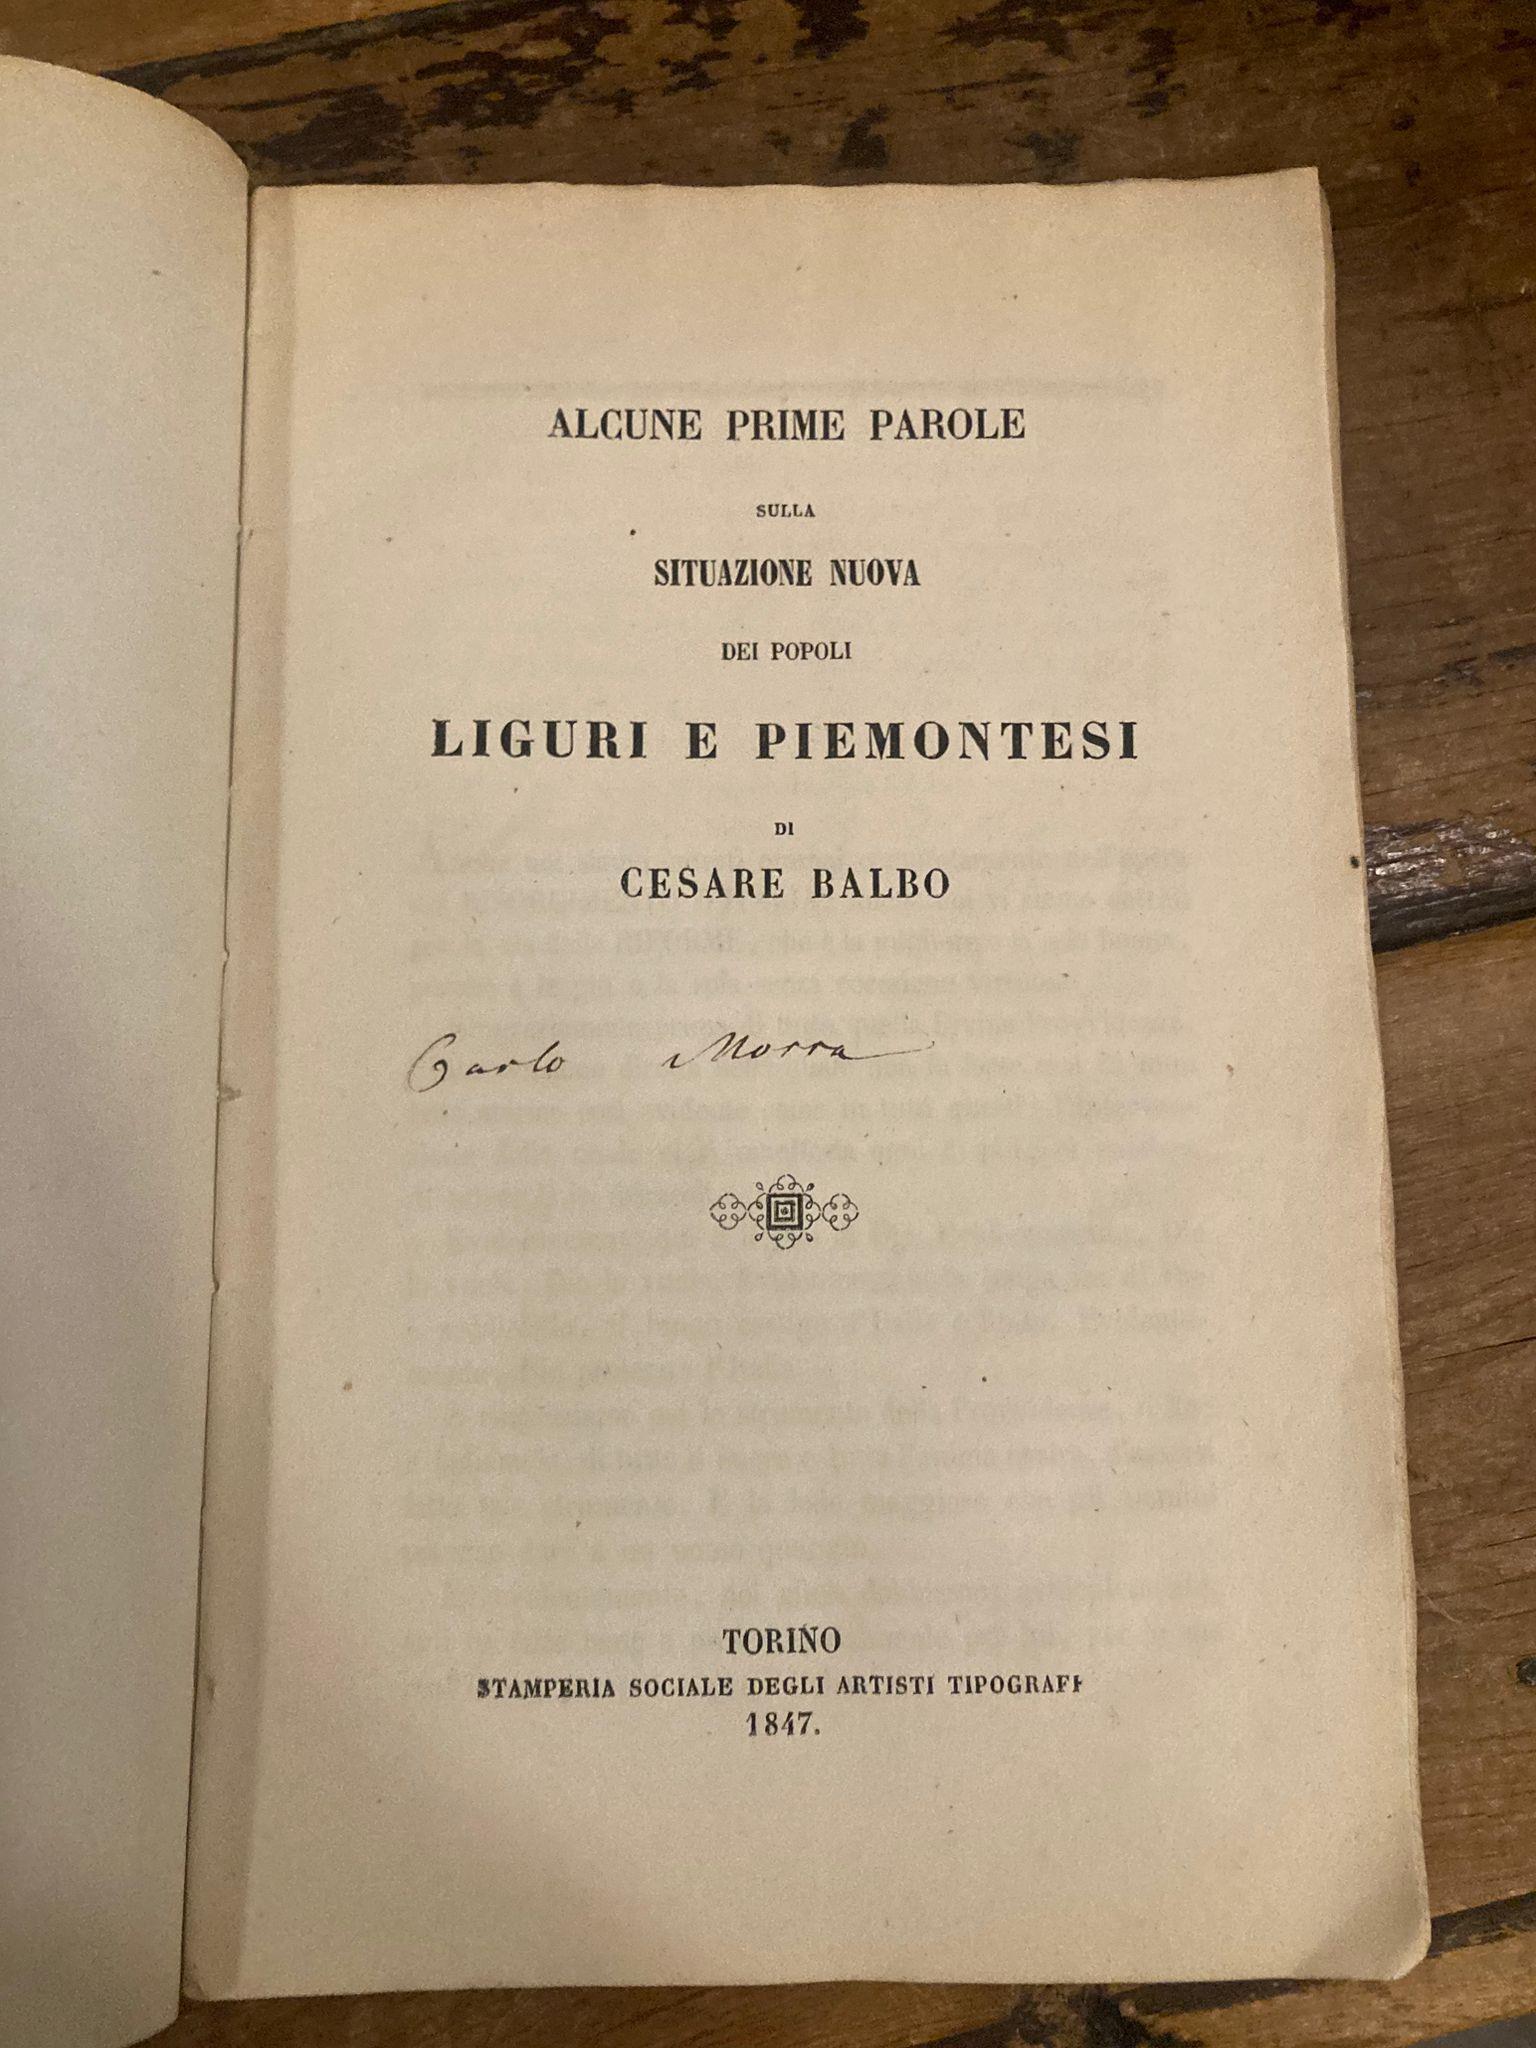 ALCUNE PRIME PAROLE
SULLA
SITUAZIONE NUOVA
DEI POPOLI
LIGURI E PIEMONTESI
DI
CESARE BALBO
Carlo Morra
TORINO
STAMPERIA SOCIALE DEGLI ARTISTI TIPOGRAFI
1847.